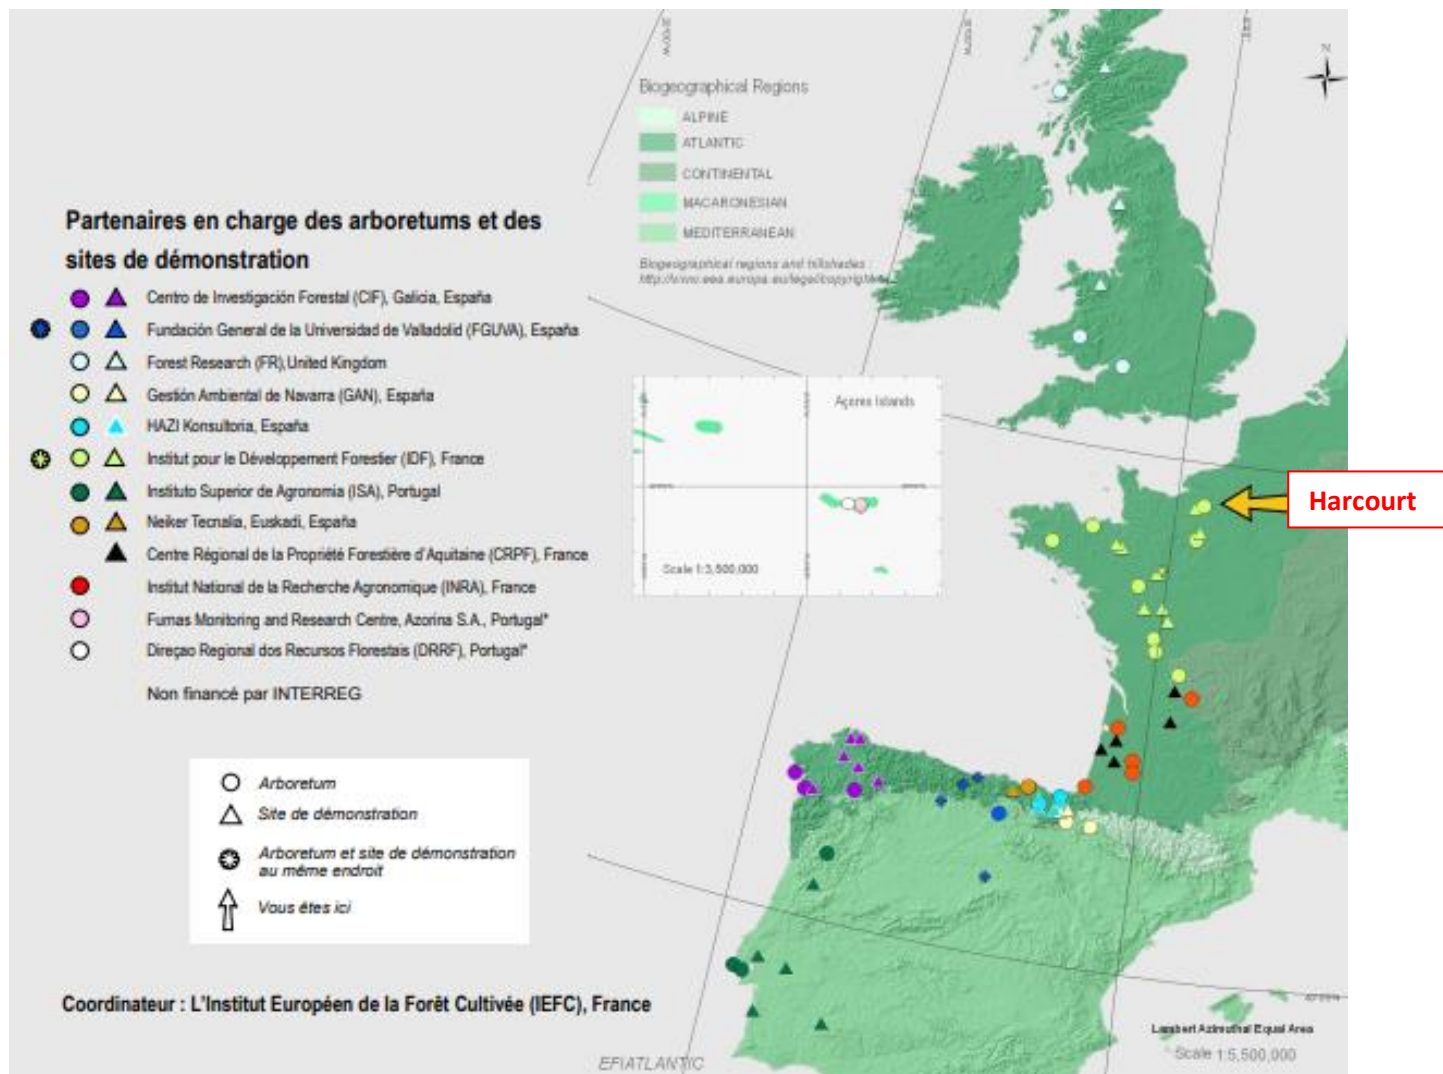 Biogeographical Regions
ALPINE
ATLANTIC
CONTINENTAL
MACARONESIAN
MEDITERRANEAN
Biogeographical regions and hillshades :
N
Partenaires en charge des arboretums et des
sites de démonstration
Centro de Investigación Forestal (CIF), Galicia, España
Fundación General de la Universidad de Valladolid (FGUVA), España
Forest Research (FR),United Kingdom
Gestión Ambiental de Navarra (GAN), España
HAZI Konsultoria, España
Institut pour le Développement Forestier (IDF), France
Instituto Superior de Agronomia (ISA), Portugal
Neiker Tecnalia, Euskadi, España
Centre Régional de la Propriété Forestière d'Aquitaine (CRPF), France
Institut National de la Recherche Agronomique (INRA), France
Furnas Monitoring and Research Centre, Azorina S.A., Portugal*
Direçao Regional dos Recursos Florestais (DRRF), Portugal*
Non financé par INTERREG
Açores Islands
Scale 1:3,500,000
Harcourt
Arboretum
Site de démonstration
Arboretum et site de démonstration
au même endroit
Vous êtes ici
Coordinateur : L'Institut Européen de la Forêt Cultivée (IEFC), France
EFIATLANTIC
Lambert Azimuthal Equal Area
Scale 1:5,500,000